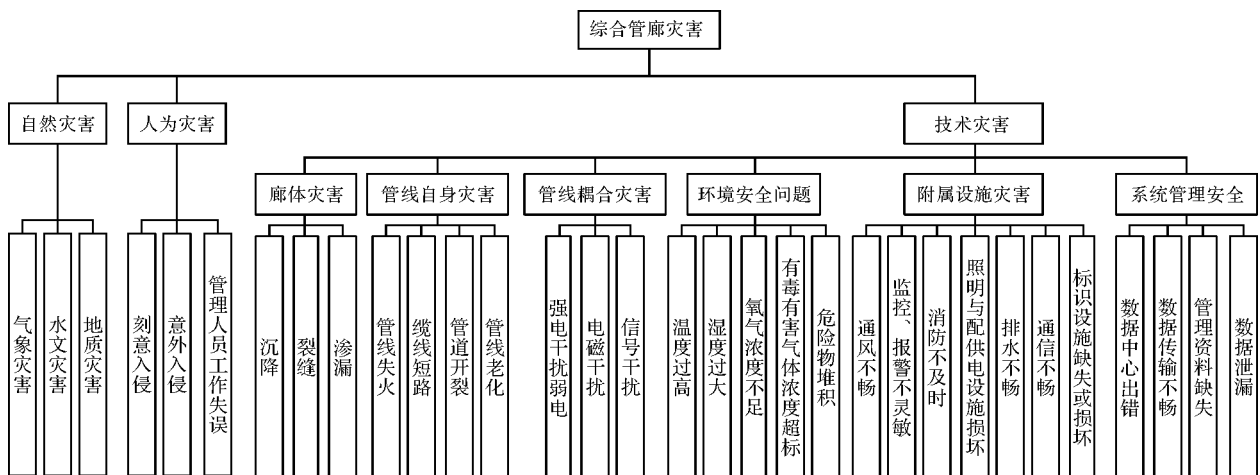 综合管廊灾害
自然灾害
人为灾害
技术灾害
廊体灾害
管线自身灾害
管线耦合灾害
环境安全问题
附属设施灾害
系统管理安全
气象灾害
水文灾害
地质灾害
刻意入侵
意外入侵
管理人员工作失误
沉降
裂缝
渗漏
管线失火
缆线短路
管道开裂
管线老化
强电干扰弱电
电磁干扰
信号干扰
温度过高
湿度过大
氧气浓度不足
有毒有害气体浓度超标
危险物堆积
通风不畅
监控、报警不灵敏
消防不及时
照明与配供电设施损坏
排水不畅
通信不畅
标识设施缺失或损坏
数据中心出错
数据传输不畅
管理资料缺失
数据泄漏